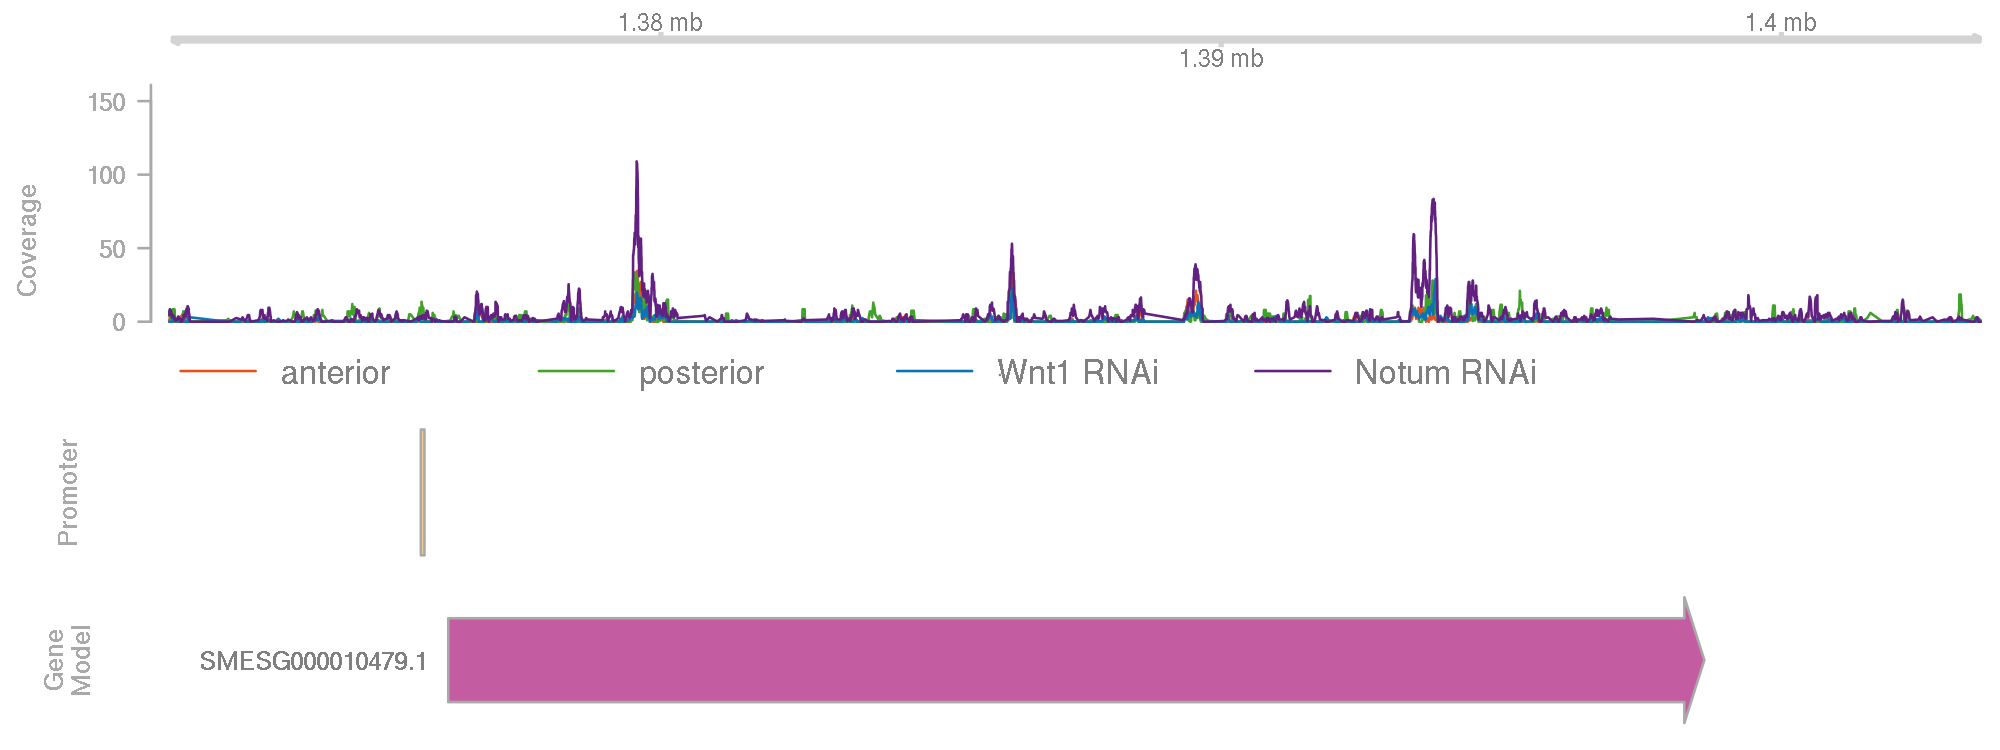 1.38 mb
1.4 mb
1.39 mb
150
100
50
0
Coverage
anterior posterior Wnt1 RNAi Notum RNAi
Promoter
Gene
Model
SMESG000010479.1